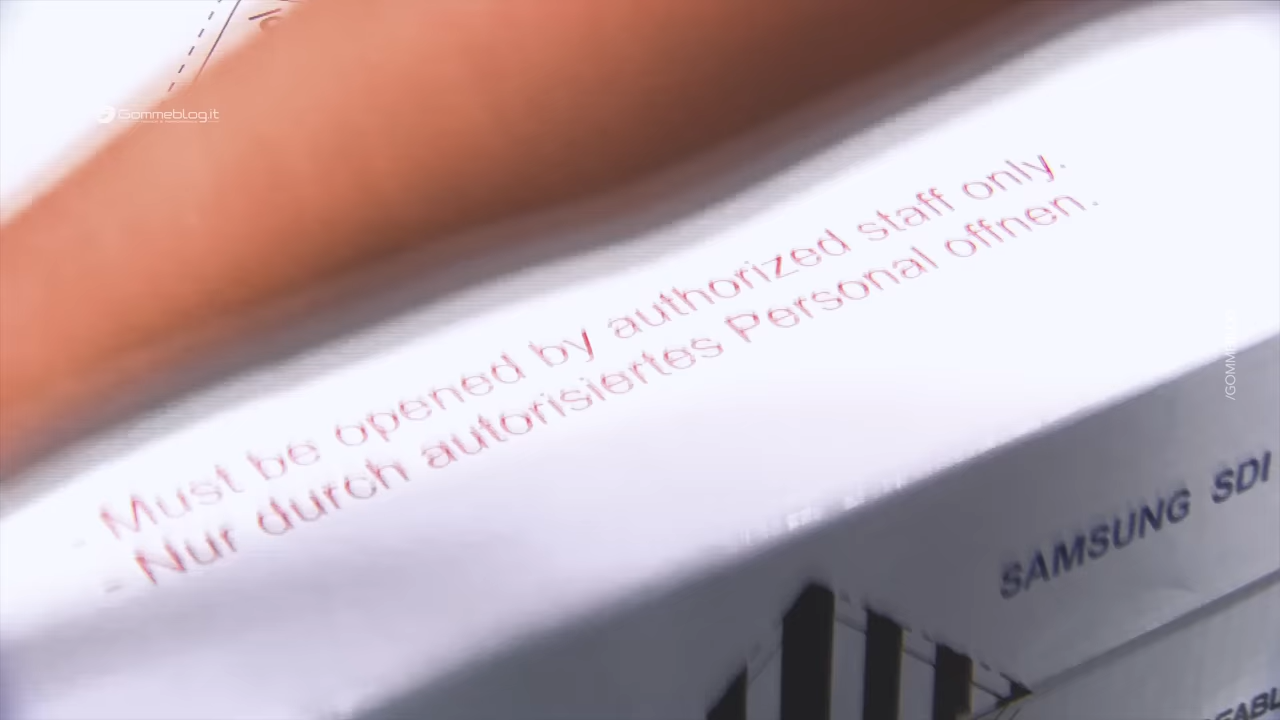 Gommeblog.it
- Must be opened by authorized staff only.
- Nur durch autorisiertes Personal offnen.
SAMSUNG SDI